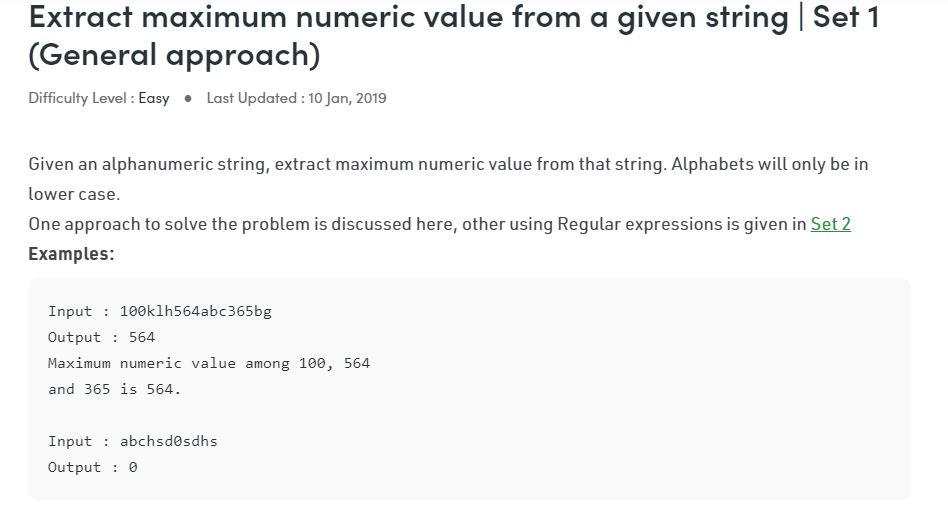 Extract maximum numeric value from a given string | Set 1
(General approach)
Difficulty Level : Easy ● Last Updated : 10 Jan, 2019
Given an alphanumeric string, extract maximum numeric value from that string. Alphabets will only be in
lower case.
One approach to solve the problem is discussed here, other using Regular expressions is given in Set 2
Examples:
Input : 100klh564abc365bg
Output : 564
Maximum numeric value among 100, 564
and 365 is 564.
Input : abchsd0sdhs
Output : 0